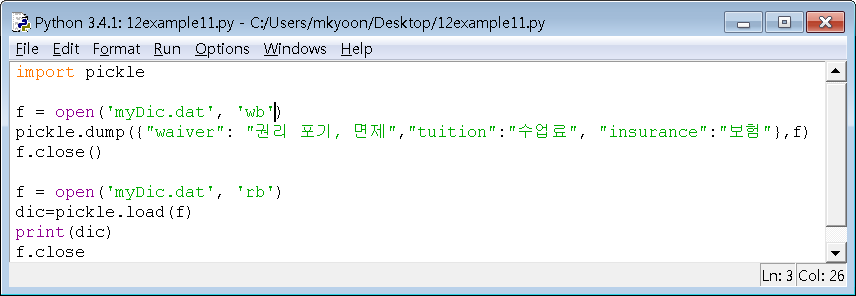 Python 3.4.1: 12example11.py - C:/Users/mkyoon/Desktop/12example11.py
File Edit Format Run Options Windows Help
import pickle
f = open('myDic.dat', 'wb')
pickle.dump({"waiver": "권리 포기, 면제","tuition":"수업료", "insurance":"보험"},f)
f.close()
f = open('myDic.dat', 'rb')
dic=pickle.load(f)
print(dic)
f.close
Ln: 3 Col: 26